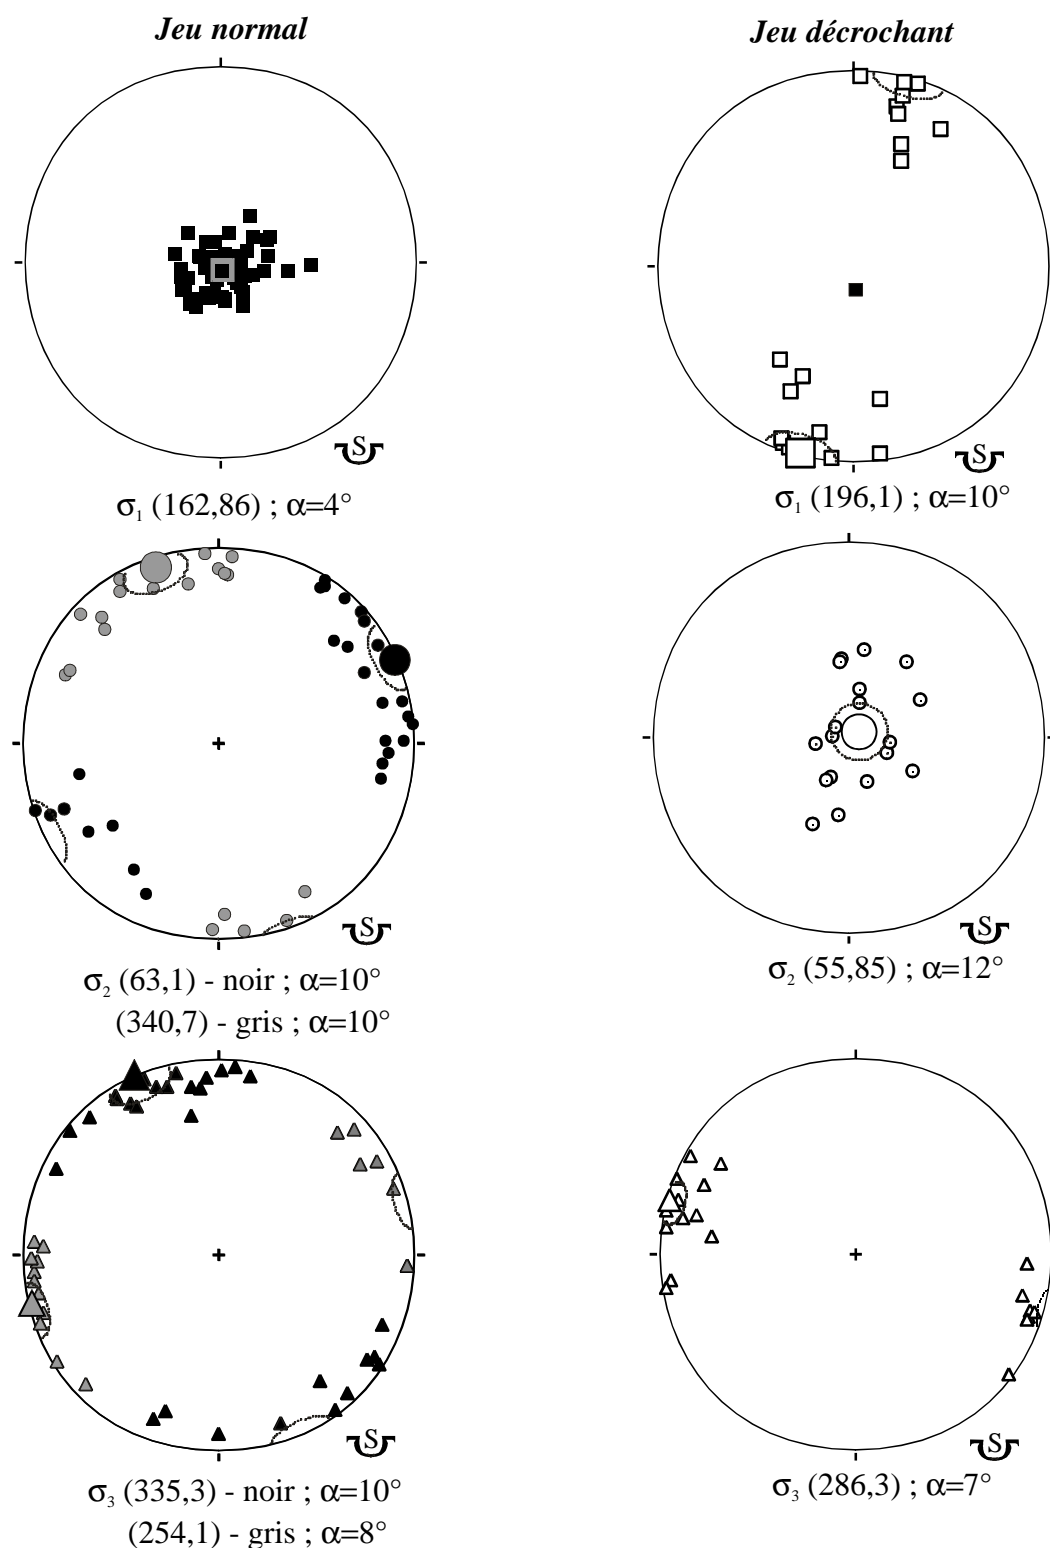 Jeu normal
Jeu décrochant
S
S
σ₁ (162,86) ; α=4°
σ₁ (196,1) ; α=10°
S
S
σ₂ (63,1) - noir ; α=10°
(340,7) - gris ; α=10°
σ₂ (55,85) ; α=12°
S
S
σ₃ (335,3) - noir ; α=10°
(254,1) - gris ; α=8°
σ₃ (286,3) ; α=7°